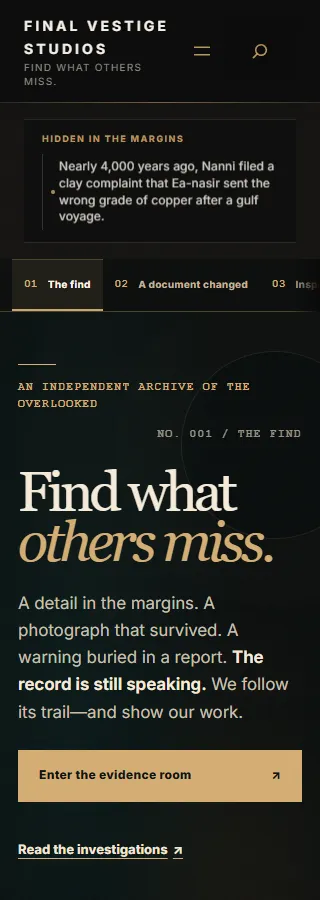 FINAL VESTIGE
STUDIOS
FIND WHAT OTHERS
MISS.
HIDDEN IN THE MARGINS
Nearly 4,000 years ago, Nanni filed a
clay complaint that Ea-nasir sent the
wrong grade of copper after a gulf
voyage.
01 The find 02 A document changed 03 Insp
AN INDEPENDENT ARCHIVE OF THE
OVERLOOKED
NO. 001 / THE FIND
Find what
others miss.
A detail in the margins. A
photograph that survived. A
warning buried in a report. The
record is still speaking. We follow
its trail—and show our work.
Enter the evidence room ↗
Read the investigations ↗